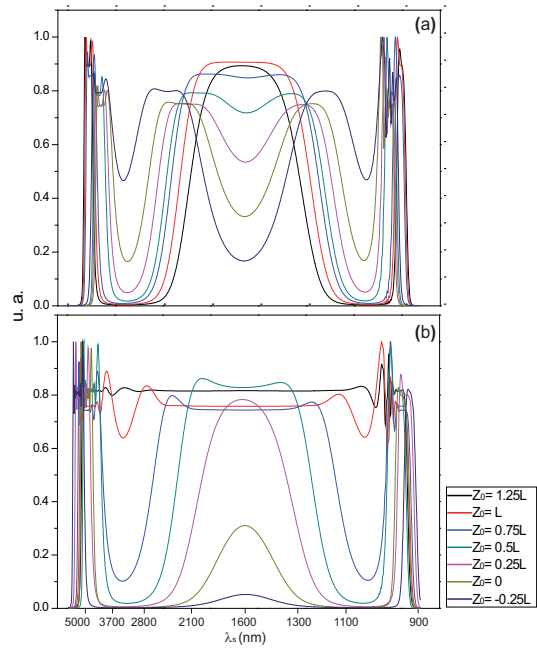 (a)
1.0
0.8
0.6
0.4
0.2
0.0
u. a.
(b)
1.0
0.8
0.6
0.4
0.2
0.0
5000 3700 2800 2100 1600 1300 1100 900
λs (nm)
Z0= 1.25L
Z0= L
Z0= 0.75L
Z0= 0.5L
Z0= 0.25L
Z0= 0
Z0= -0.25L